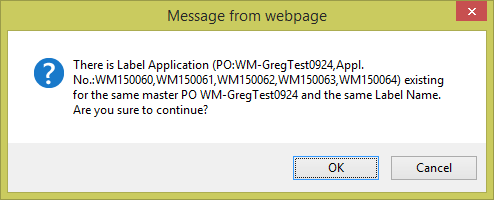 Message from webpage
There is Label Application (PO:WM-GregTest0924,Appl.
No.:WM150060,WM150061,WM150062,WM150063,WM150064) existing
for the same master PO WM-GregTest0924 and the same Label Name.
Are you sure to continue?
OK
Cancel